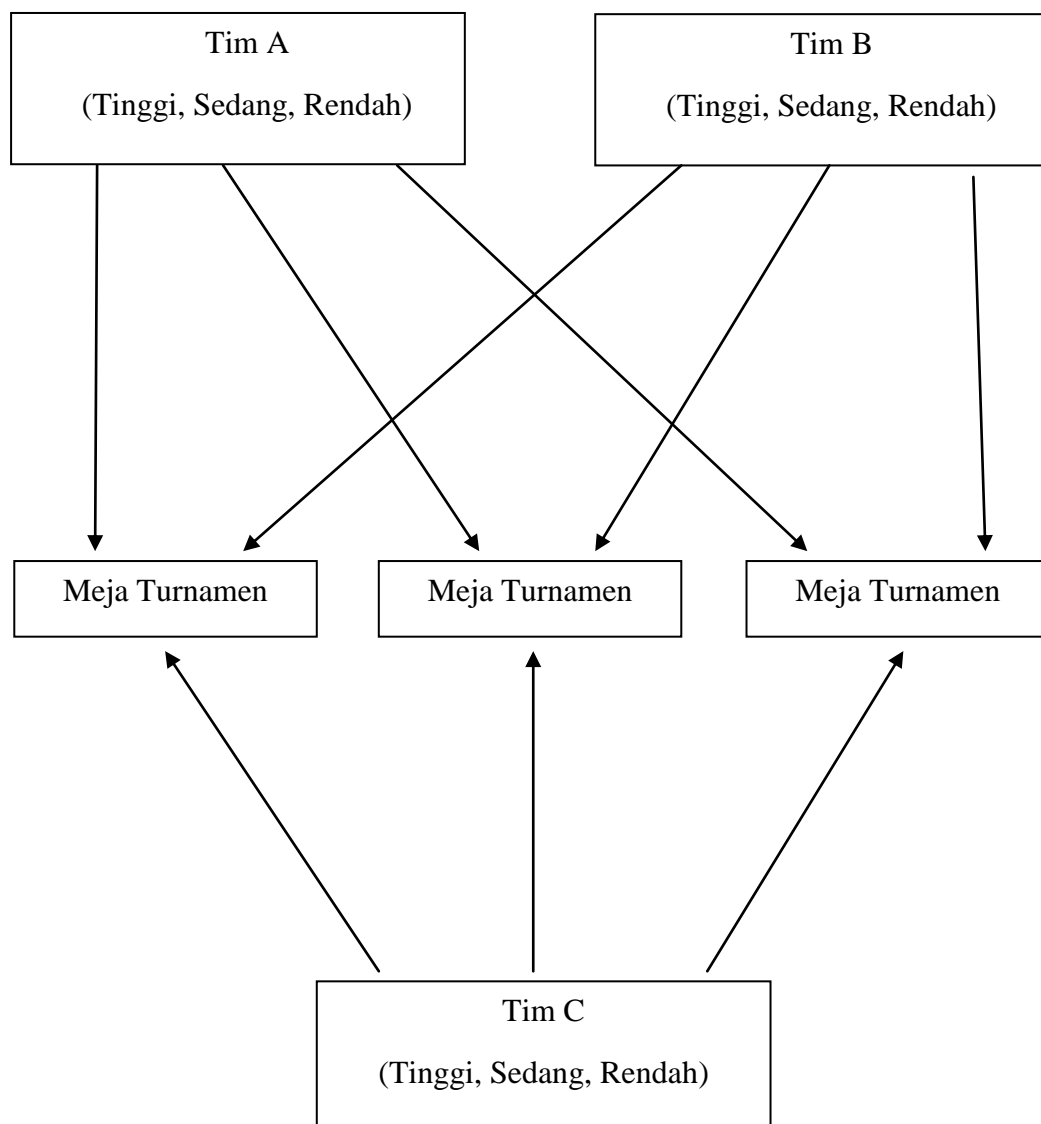 Tim A
(Tinggi, Sedang, Rendah)
Tim B
(Tinggi, Sedang, Rendah)
Meja Turnamen
Meja Turnamen
Meja Turnamen
Tim C
(Tinggi, Sedang, Rendah)